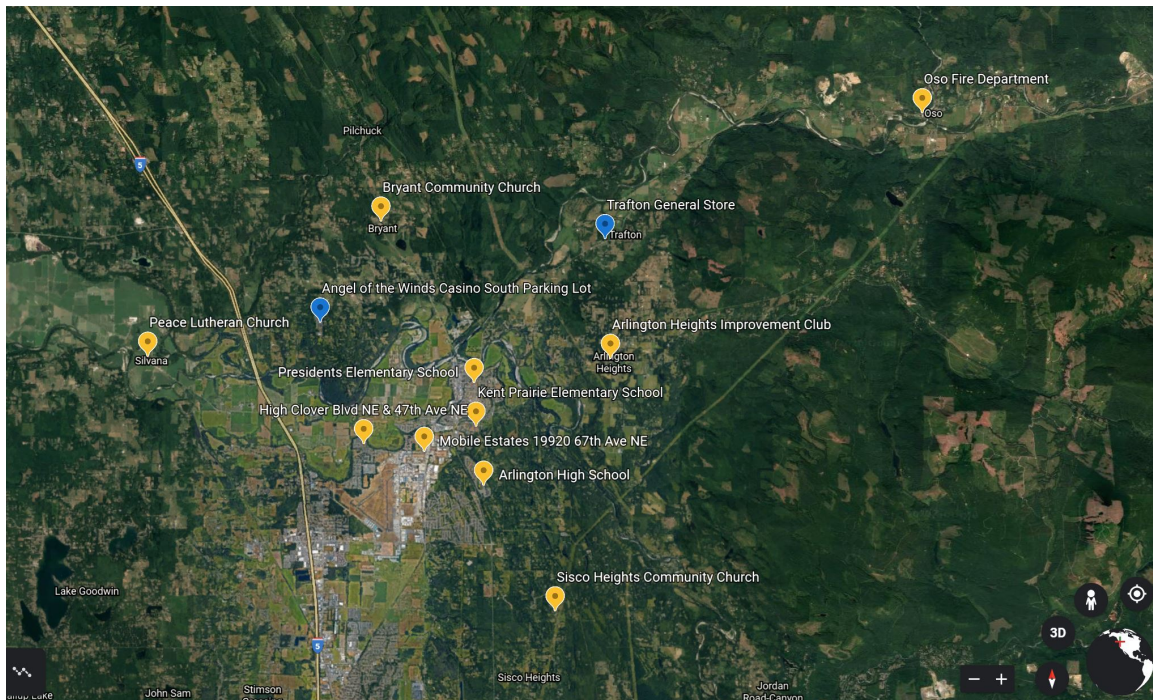 Oso Fire Department
Oso
Pilchuck
5
Bryant Community Church
Bryant
Trafton General Store
Trafton
Angel of the Winds Casino South Parking Lot
Peace Lutheran Church
Silvana
Arlington Heights Improvement Club
Arlington
Heights
Presidents Elementary School
Kent Prairie Elementary School
High Clover Blvd NE & 47th Ave NE
Mobile Estates 19920 67th Ave NE
Arlington High School
Sisco Heights Community Church
Lake Goodwin
3D
5
Sisco Heights
Lake
John Sam
Stimson
Jordan
Road-Canyon